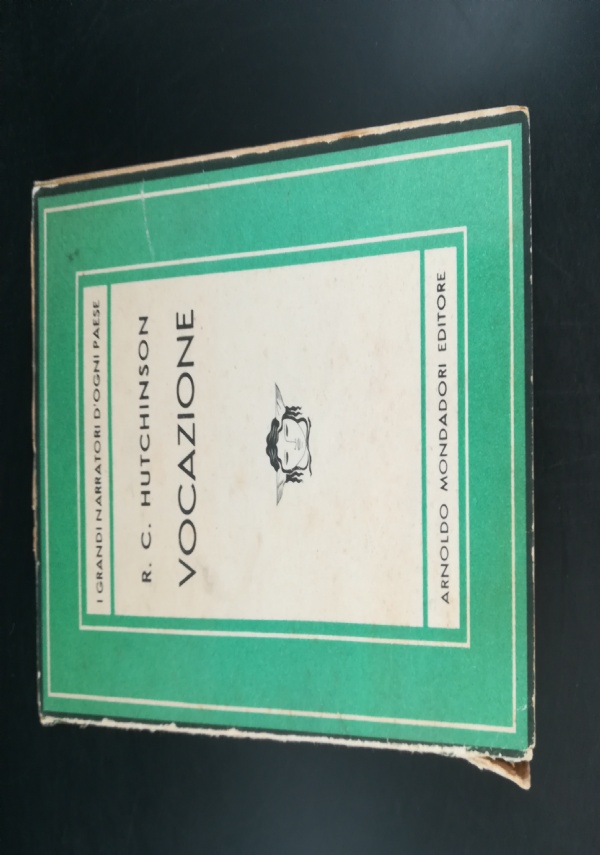 I GRANDI NARRATORI D'OGNI PAESE
R. C. HUTCHINSON
VOCAZIONE
ARNOLDO MONDADORI EDITORE